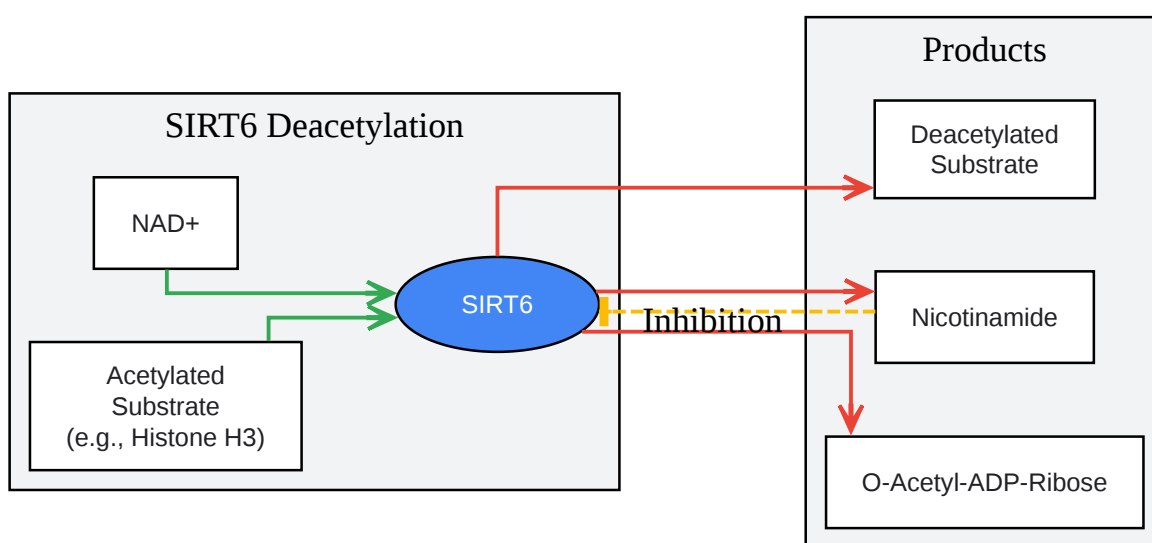 SIRT6 Deacetylation
NAD+
Acetylated
Substrate
(e.g., Histone H3)
SIRT6
Inhibition
Products
Deacetylated
Substrate
Nicotinamide
O-Acetyl-ADP-Ribose